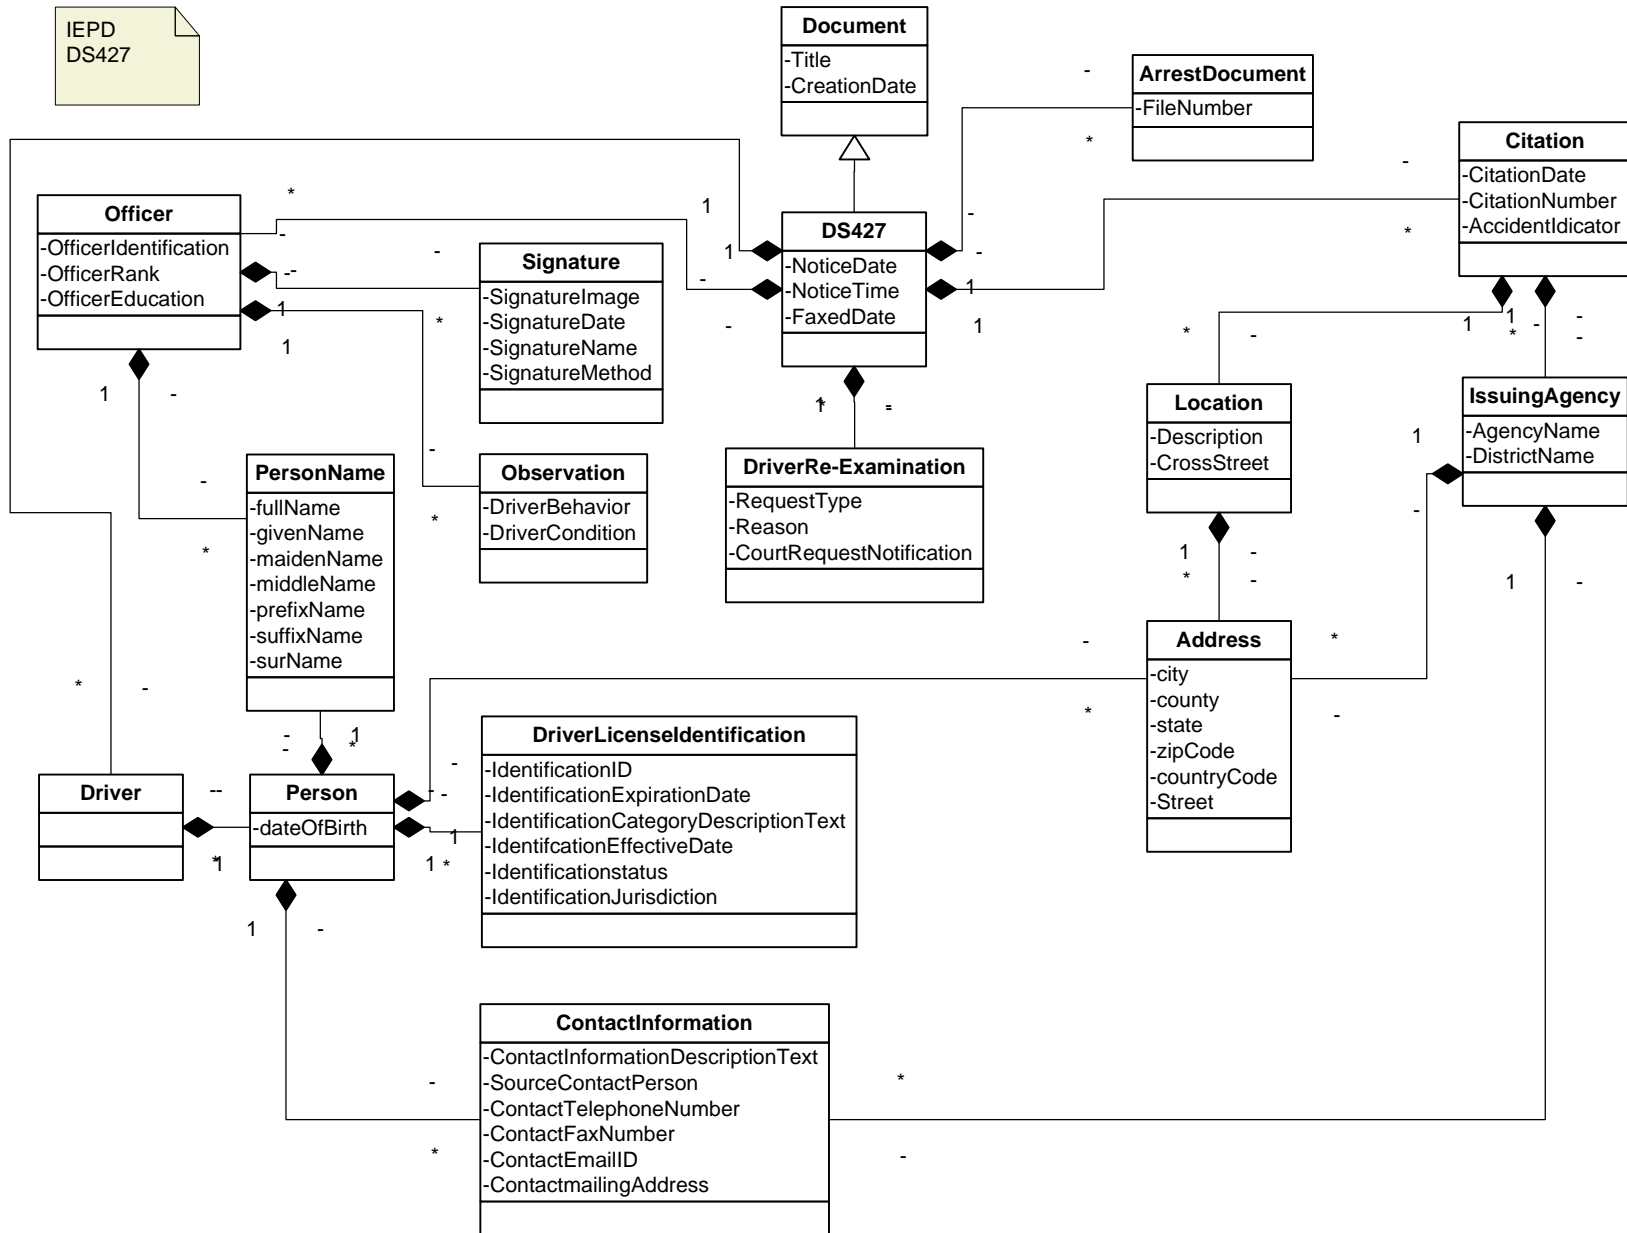 IEPD
DS427
Document
-Title
-CreationDate
ArrestDocument
-FileNumber
Citation
-CitationDate
-CitationNumber
-AccidentIdicator
Officer
-OfficerIdentification
-OfficerRank
-OfficerEducation
Signature
-SignatureImage
-SignatureDate
-SignatureName
-SignatureMethod
DS427
-NoticeDate
-NoticeTime
-FaxedDate
Location
-Description
-CrossStreet
IssuingAgency
-AgencyName
-DistrictName
PersonName
-fullName
-givenName
-maidenName
-middleName
-prefixName
-suffixName
-surName
Observation
-DriverBehavior
-DriverCondition
DriverRe-Examination
-RequestType
-Reason
-CourtRequestNotification
Address
-city
-county
-state
-zipCode
-countryCode
-Street
Driver
Person
-dateOfBirth
DriverLicenseIdentification
-IdentificationID
-IdentificationExpirationDate
-IdentificationCategoryDescriptionText
-IdentifcationEffectiveDate
-Identificationstatus
-IdentificationJurisdiction
ContactInformation
-ContactInformationDescriptionText
-SourceContactPerson
-ContactTelephoneNumber
-ContactFaxNumber
-ContactEmailID
-ContactmailingAddress